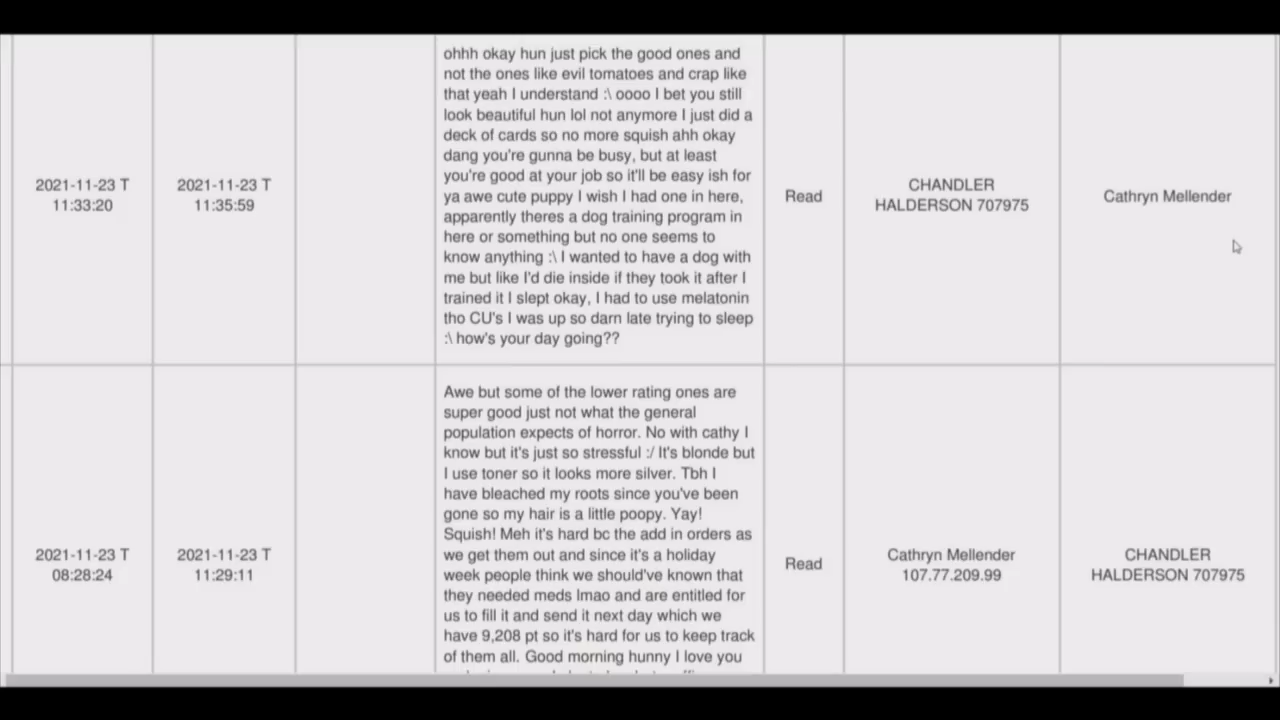 2021-11-23 T
11:33:20
2021-11-23 T
11:35:59
ohhh okay hun just pick the good ones and
not the ones like evil tomatoes and crap like
that yeah I understand :\ oooo I bet you still
look beautiful hun lol not anymore I just did a
deck of cards so no more squish ahh okay
dang you're gunna be busy, but at least
you're good at your job so it'll be easy ish for
ya awe cute puppy I wish I had one in here,
apparently theres a dog training program in
here or something but no one seems to
know anything :\ I wanted to have a dog with
me but like I'd die inside if they took it after I
trained it I slept okay, I had to use melatonin
tho CU's I was up so darn late trying to sleep
:\ how's your day going??
Read
CHANDLER
HALDERSON 707975
Cathryn Mellender
2021-11-23 T
08:28:24
2021-11-23 T
11:29:11
Awe but some of the lower rating ones are
super good just not what the general
population expects of horror. No with cathy I
know but it's just so stressful :/ It's blonde but
I use toner so it looks more silver. Tbh I
have bleached my roots since you've been
gone so my hair is a little poopy. Yay!
Squish! Meh it's hard bc the add in orders as
we get them out and since it's a holiday
week people think we should've known that
they needed meds lmao and are entitled for
us to fill it and send it next day which we
have 9,208 pt so it's hard for us to keep track
of them all. Good morning hunny I love you
Read
Cathryn Mellender
107.77.209.99
CHANDLER
HALDERSON 707975